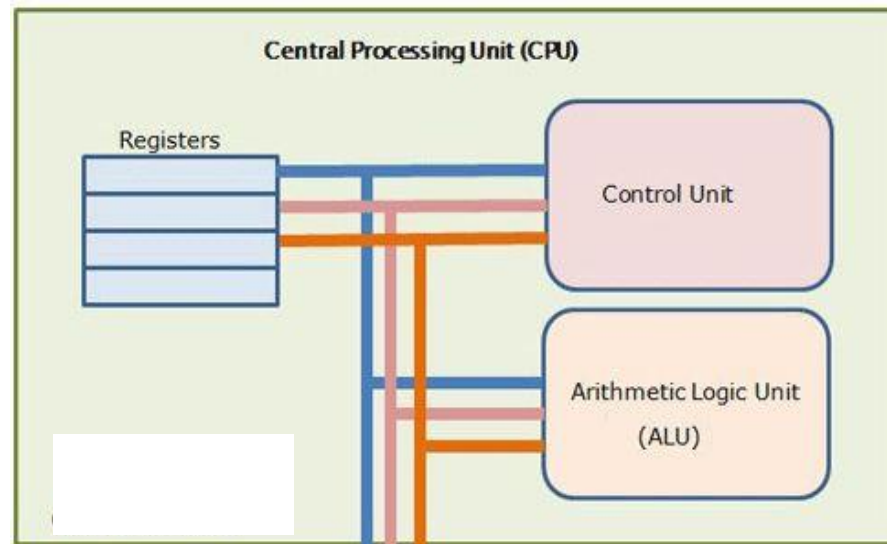 Central Processing Unit (CPU)
Registers
Control Unit
Arithmetic Logic Unit
(ALU)